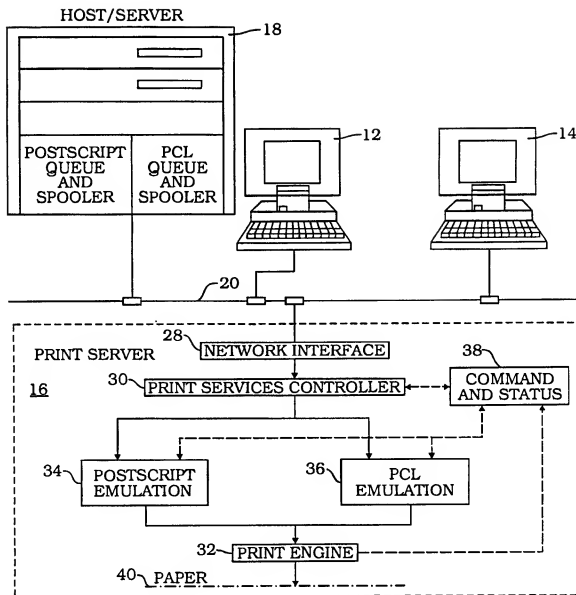 HOST/SERVER
18
POSTSCRIPT
QUEUE
AND
SPOOLER
PCL
QUEUE
AND
SPOOLER
12
14
20
PRINT SERVER
16
28
NETWORK INTERFACE
30
PRINT SERVICES CONTROLLER
38
COMMAND
AND STATUS
34
POSTSCRIPT
EMULATION
36
PCL
EMULATION
32
PRINT ENGINE
40
PAPER